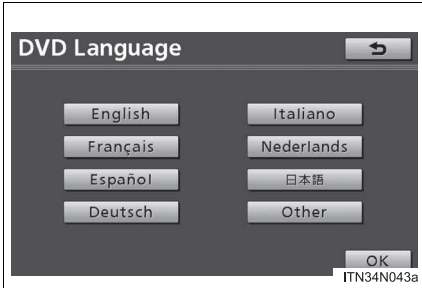 DVD Language
English
Italiano
Français
Nederlands
Español
日本語
Deutsch
Other
OK
ITN34N043a